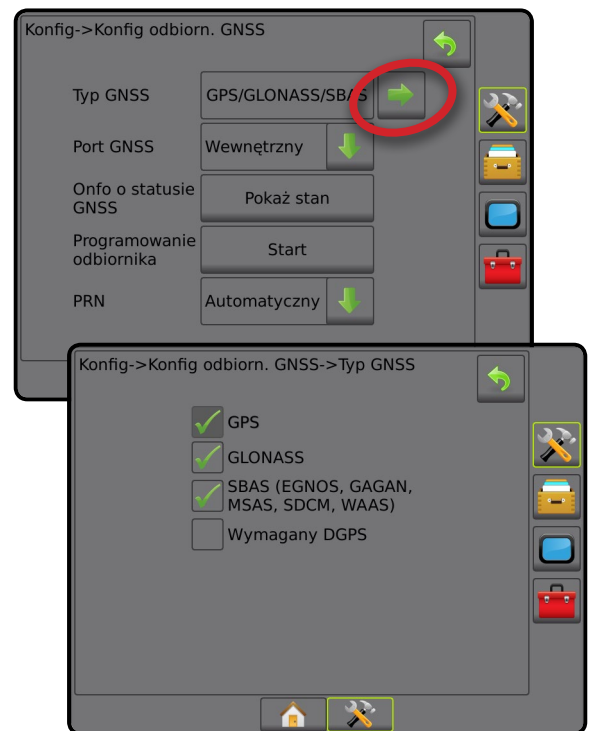 Konfig->Konfig odbiorn. GNSS
Typ GNSS
GPS/GLONASS/SBAS
Port GNSS
Wewnętrzny
Onfo o statusie
GNSS
Pokaż stan
Programowanie
odbiornika
Start
PRN
Automatyczny
Konfig->Konfig odbiorn. GNSS->Typ GNSS
GPS
GLONASS
SBAS (EGNOS, GAGAN,
MSAS, SDCM, WAAS)
Wymagany DGPS